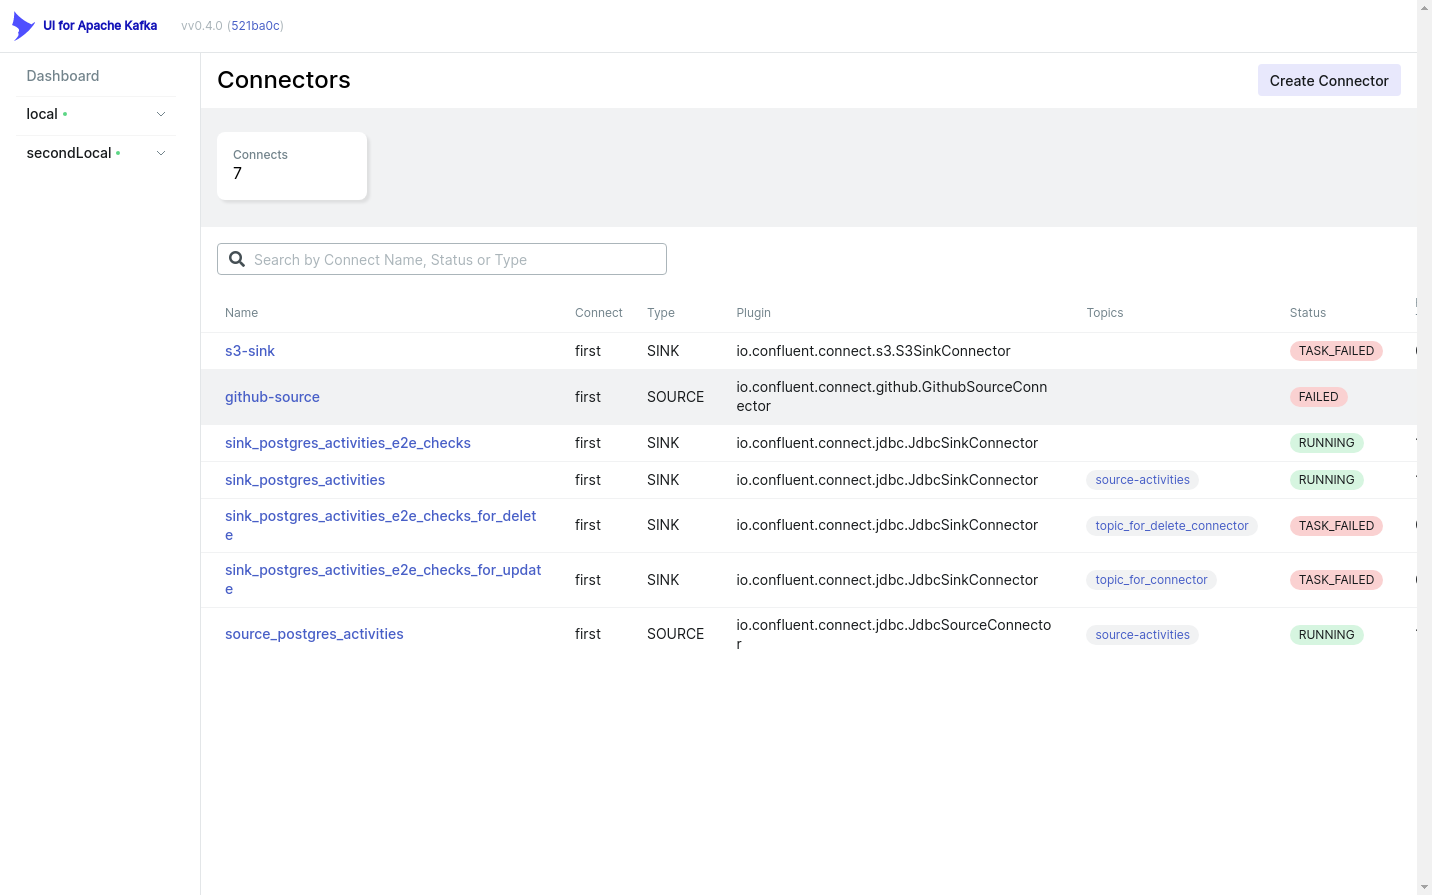 UI for Apache Kafka vv0.4.0 (521ba0c)
Dashboard
local
secondLocal
Connectors
Create Connector
Connects
7
Search by Connect Name, Status or Type
Name Connect Type Plugin Topics Status
s3-sink first SINK io.confluent.connect.s3.S3SinkConnector TASK_FAILED
github-source first SOURCE io.confluent.connect.github.GithubSourceConn
ector FAILED
sink_postgres_activities_e2e_checks first SINK io.confluent.connect.jdbc.JdbcSinkConnector RUNNING
sink_postgres_activities first SINK io.confluent.connect.jdbc.JdbcSinkConnector source-activities RUNNING
sink_postgres_activities_e2e_checks_for_delet
e first SINK io.confluent.connect.jdbc.JdbcSinkConnector topic_for_delete_connector TASK_FAILED
sink_postgres_activities_e2e_checks_for_updat
e first SINK io.confluent.connect.jdbc.JdbcSinkConnector topic_for_connector TASK_FAILED
source_postgres_activities first SOURCE io.confluent.connect.jdbc.JdbcSourceConnecto
r source-activities RUNNING